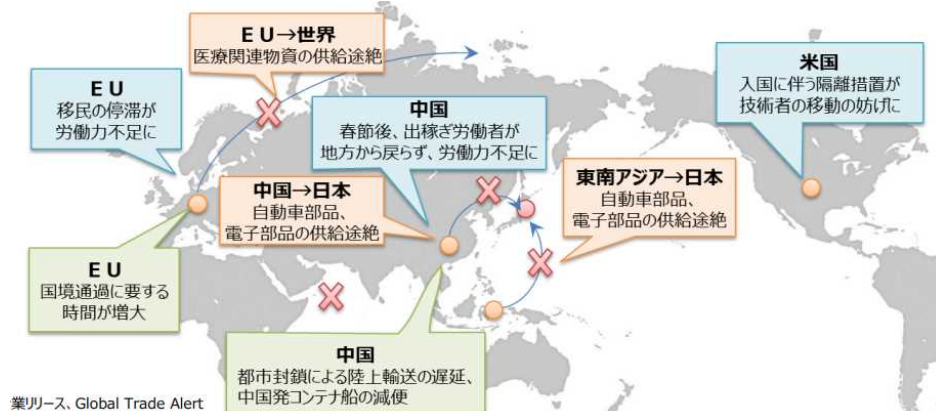 ＥＵ→世界
医療関連物資の供給途絶
ＥＵ
移民の停滞が
労働力不足に
中国
春節後、出稼ぎ労働者が
地方から戻らず、労働力不足に
米国
入国に伴う隔離措置が
技術者の移動の妨げに
中国→日本
自動車部品、
電子部品の供給途絶
東南アジア→日本
自動車部品、
電子部品の供給途絶
ＥＵ
国境通過に要する
時間が増大
中国
都市封鎖による陸上輸送の遅延、
中国発コンテナ船の減便
業リリース、Global Trade Alert